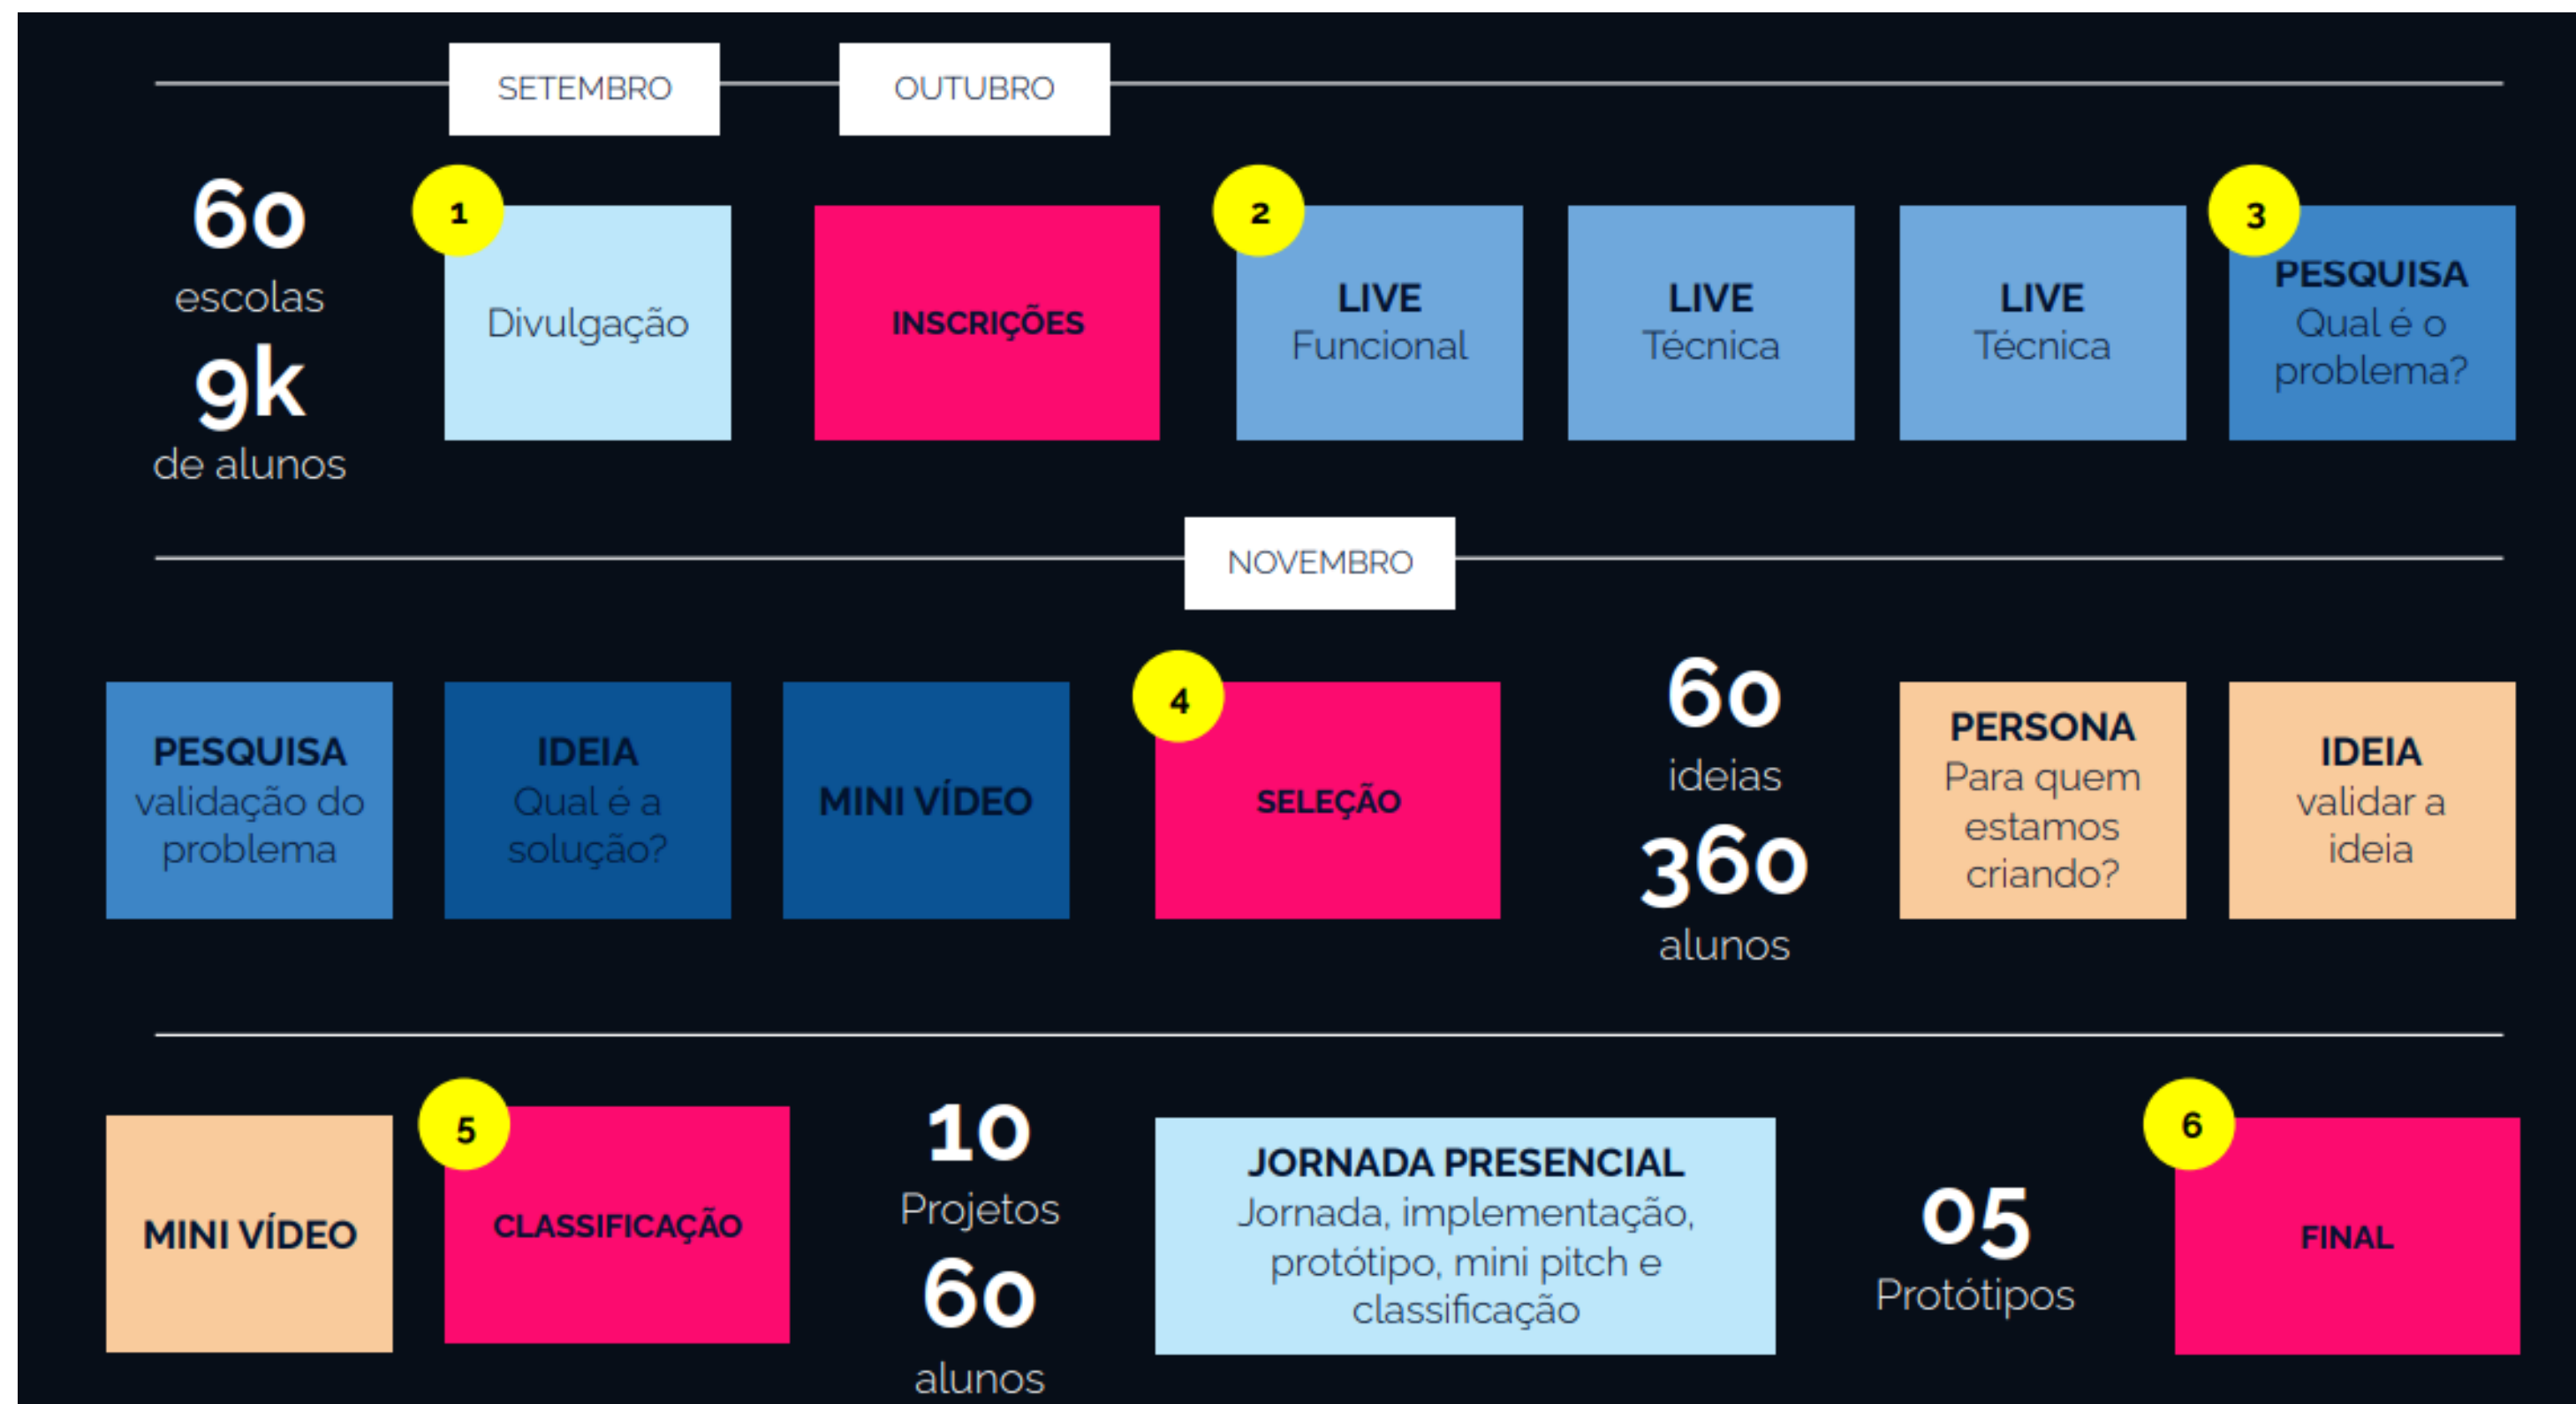 SETEMBRO
OUTUBRO
60
escolas
9k
de alunos
1
Divulgação
INSCRIÇÕES
2
LIVE
Funcional
LIVE
Técnica
LIVE
Técnica
3
PESQUISA
Qual é o
problema?
NOVEMBRO
PESQUISA
validação do
problema
IDEIA
Qual é a
solução?
MINI VÍDEO
4
SELEÇÃO
60
ideias
360
alunos
PERSONA
Para quem
estamos
criando?
IDEIA
validar a
ideia
MINI VÍDEO
5
CLASSIFICAÇÃO
10
Projetos
60
alunos
JORNADA PRESENCIAL
Jornada, implementação,
protótipo, mini pitch e
classificação
05
Protótipos
6
FINAL